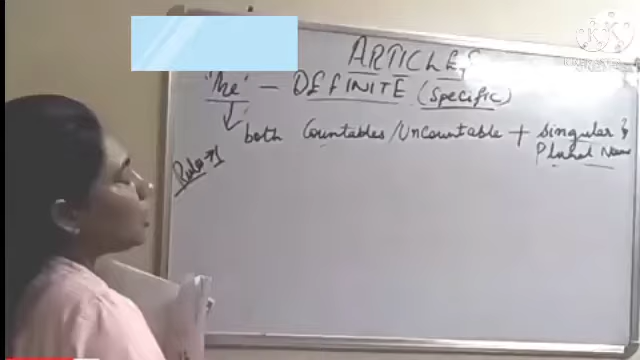 ARTICLES
"The" – DEFINITE (Specific)
both Countables/Uncountable + Singular &
Plural Noun
Rule → 1